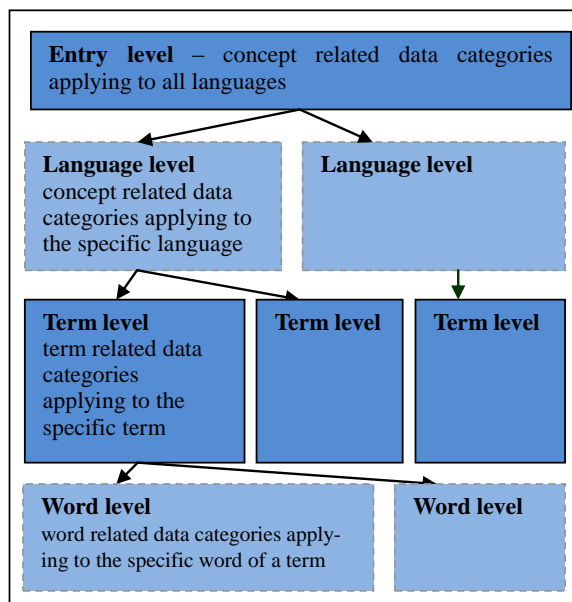 Entry level – concept related data categories
applying to all languages
Language level
concept related data
categories applying to
the specific language
Language level
Term level
term related data
categories
applying to the
specific term
Term level
Term level
Word level
word related data categories apply-
ing to the specific word of a term
Word level